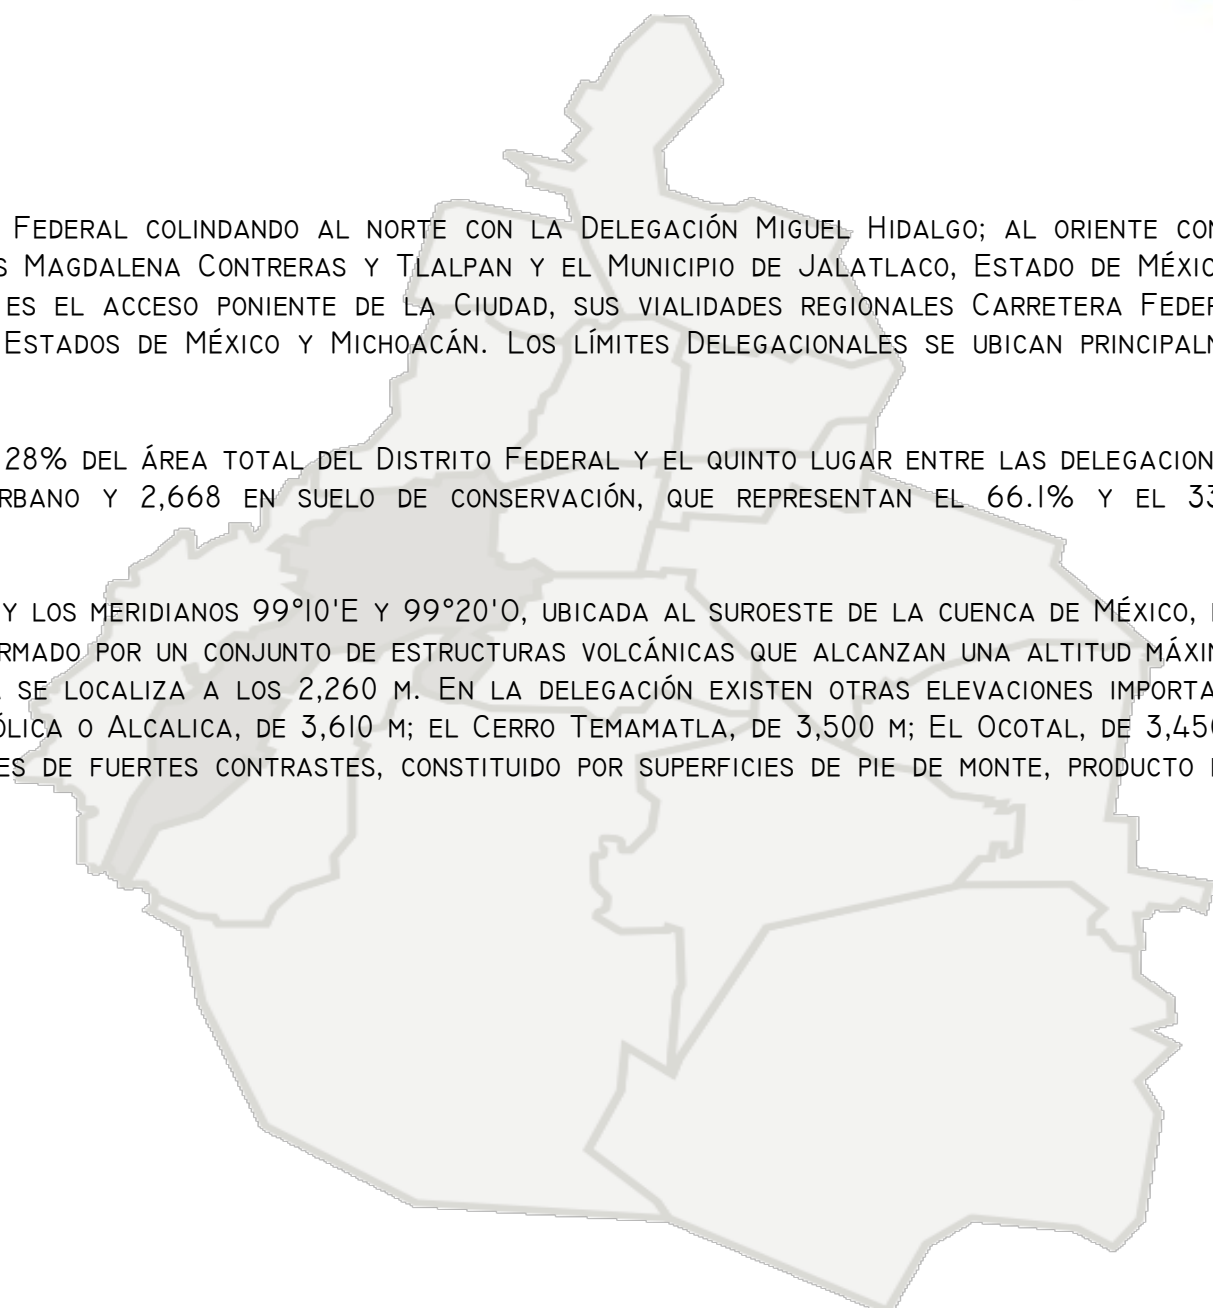 Federal colindando al norte con la Delegación Miguel Hidalgo; al oriente con
s Magdalena Contreras y Tlalpan y el Municipio de Jalatlaco, Estado de Méxic
es el acceso poniente de la Ciudad, sus vialidades regionales Carretera Feder
Estados de México y Michoacán. Los límites Delegacionales se ubican principalm
28% del área total del Distrito Federal y el quinto lugar entre las delegacion
rbano y 2,668 en suelo de conservación, que representan el 66.1% y el 33
y los meridianos 99°10'E y 99°20'O, ubicada al suroeste de la cuenca de México,
rmado por un conjunto de estructuras volcánicas que alcanzan una altitud máxim
se localiza a los 2,260 m. En la delegación existen otras elevaciones importa
ólica o Alcalica, de 3,610 m; el Cerro Temamatla, de 3,500 m; El Ocotal, de 3,450
es de fuertes contrastes, constituido por superficies de pie de monte, producto